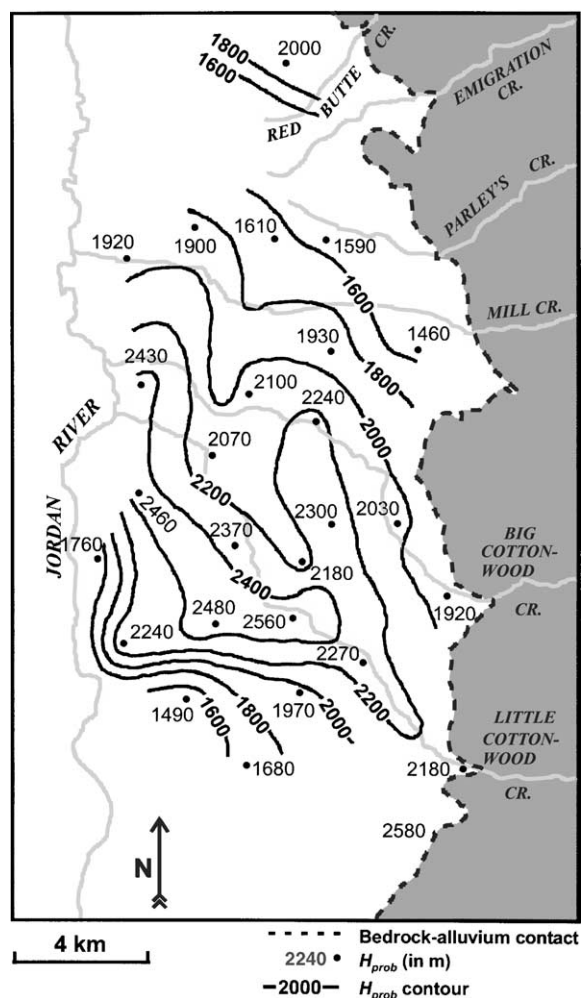 2000
1800
1600
RED
BUTTE
CR.
EMIGRATION
CR.
PARLEY'S
CR.
1610
1590
1900
1920
1600
MILL CR.
1930
1460
1800
2430
2100
2240
2000
RIVER
2070
2200
2460
2300
2030
JORDAN
1760
2370
2180
BIG
COTTON-
WOOD
CR.
2400
1920
2480
2560
2240
2270
2200
1490
1600
1800
1970
2000
LITTLE
COTTON-
WOOD
CR.
1680
2180
2580
N
4 km
Bedrock-alluvium contact
2240 • Hprob (in m)
2000 Hprob contour